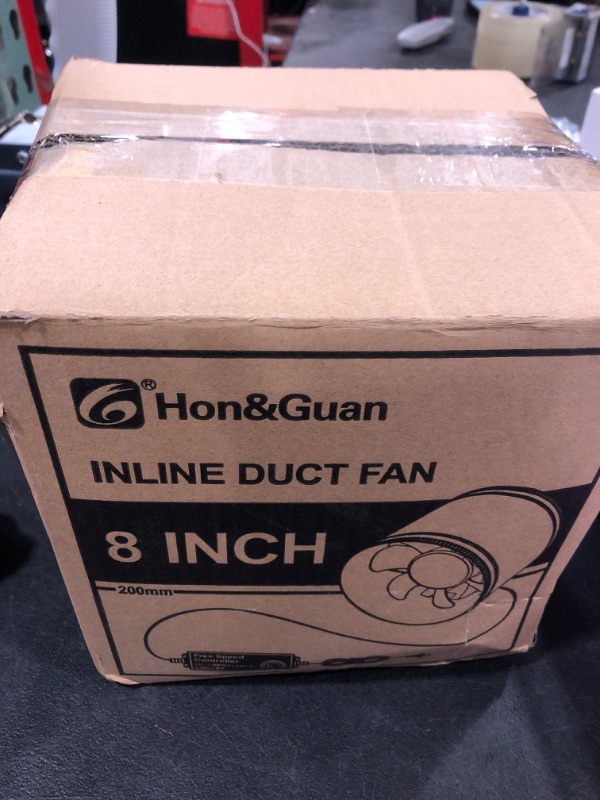 ® Hon&Guan
INLINE DUCT FAN
8 INCH
200mm
Free Speed
Controller